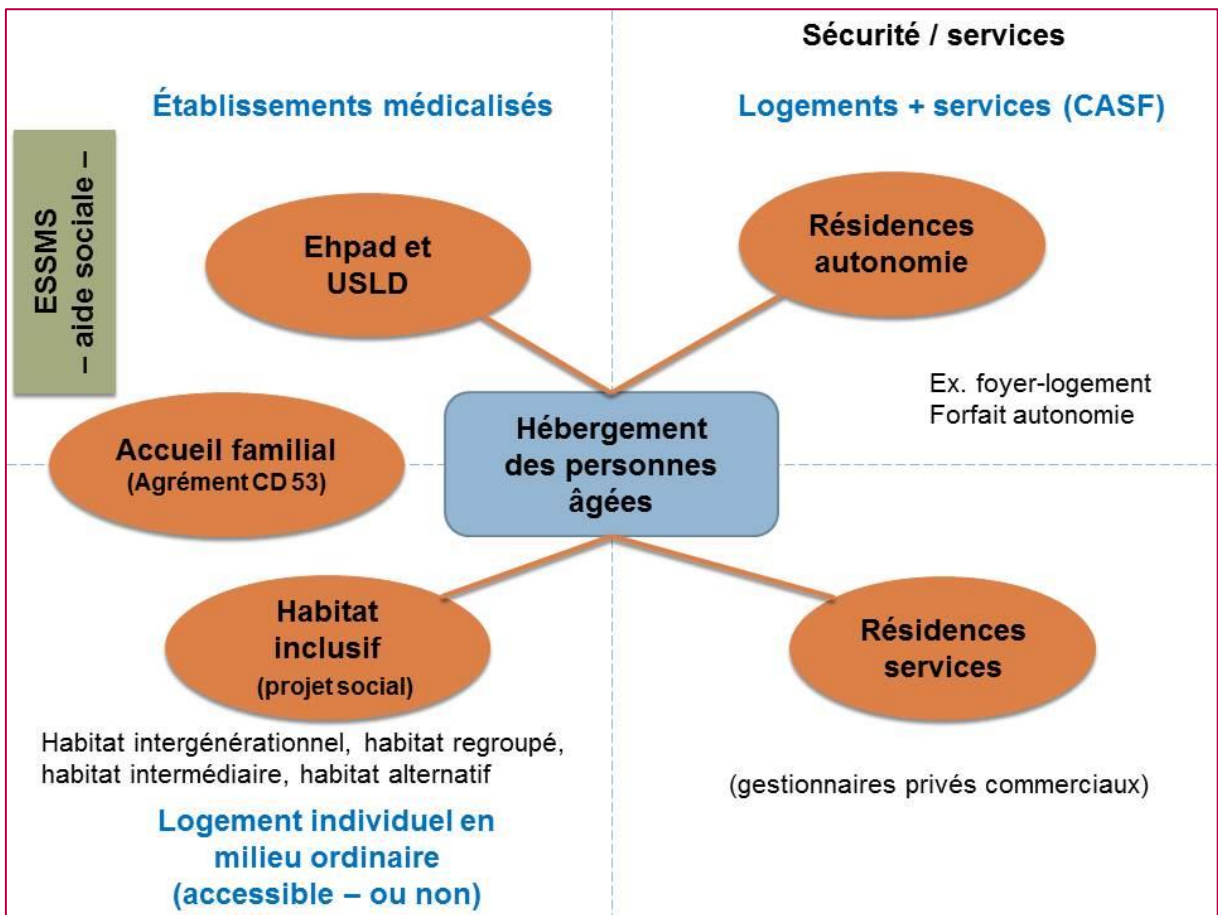 Sécurité / services
Établissements médicalisés
Logements + services (CASF)
ESSMS
– aide sociale –
Ehpad et
USLD
Résidences
autonomie
Ex. foyer-logement
Forfait autonomie
Accueil familial
(Agrément CD 53)
Hébergement
des personnes
âgées
Habitat
inclusif
(projet social)
Résidences
services
Habitat intergénérationnel, habitat regroupé,
habitat intermédiaire, habitat alternatif
(gestionnaires privés commerciaux)
Logement individuel en
milieu ordinaire
(accessible – ou non)